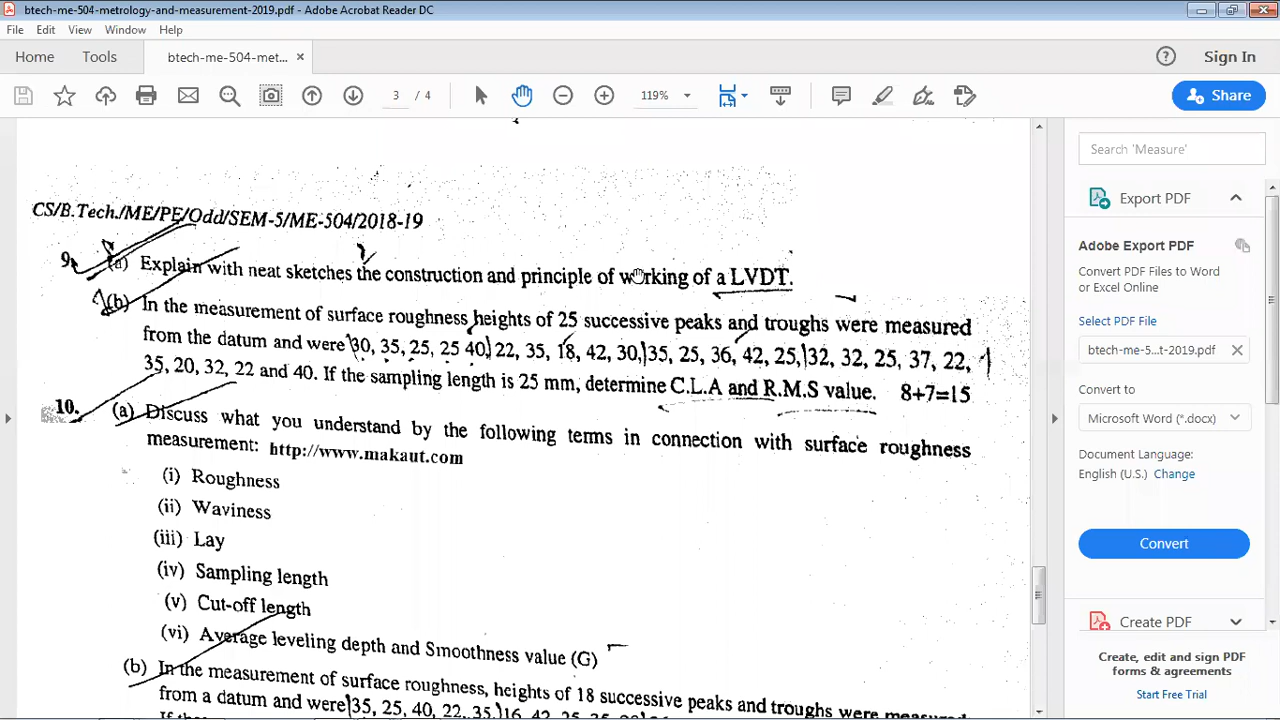 btech-me-504-metrology-and-measurement-2019.pdf - Adobe Acrobat Reader DC
File Edit View Window Help
Home Tools btech-me-504-met... × Sign In
3 / 4 119% Share
Search 'Measure'
Export PDF
Adobe Export PDF
Convert PDF Files to Word
or Excel Online
Select PDF File
btech-me-5...t-2019.pdf
Convert to
Microsoft Word (*.docx)
Document Language:
English (U.S.) Change
Convert
Create PDF
Create, edit and sign PDF
forms & agreements
Start Free Trial
CS/B.Tech./ME/PE/Odd/SEM-5/ME-504/2018-19
9. (a) Explain with neat sketches the construction and principle of working of a LVDT.
(b) In the measurement of surface roughness, heights of 25 successive peaks and troughs were measured
from the datum and were 30, 35, 25, 25 40, 22, 35, 18, 42, 30, 35, 25, 36, 42, 25, 32, 32, 25, 37, 22,
35, 20, 32, 22 and 40. If the sampling length is 25 mm, determine C.L.A and R.M.S value. 8+7=15
10. (a) Discuss what you understand by the following terms in connection with surface roughness
measurement: http://www.makaut.com
(i) Roughness
(ii) Waviness
(iii) Lay
(iv) Sampling length
(v) Cut-off length
(vi) Average leveling depth and Smoothness value (G)
(b) In the measurement of surface roughness, heights of 18 successive peaks and troughs were measured
from a datum and were 35, 25, 40, 22, 35, 16, 42, 25, 35,